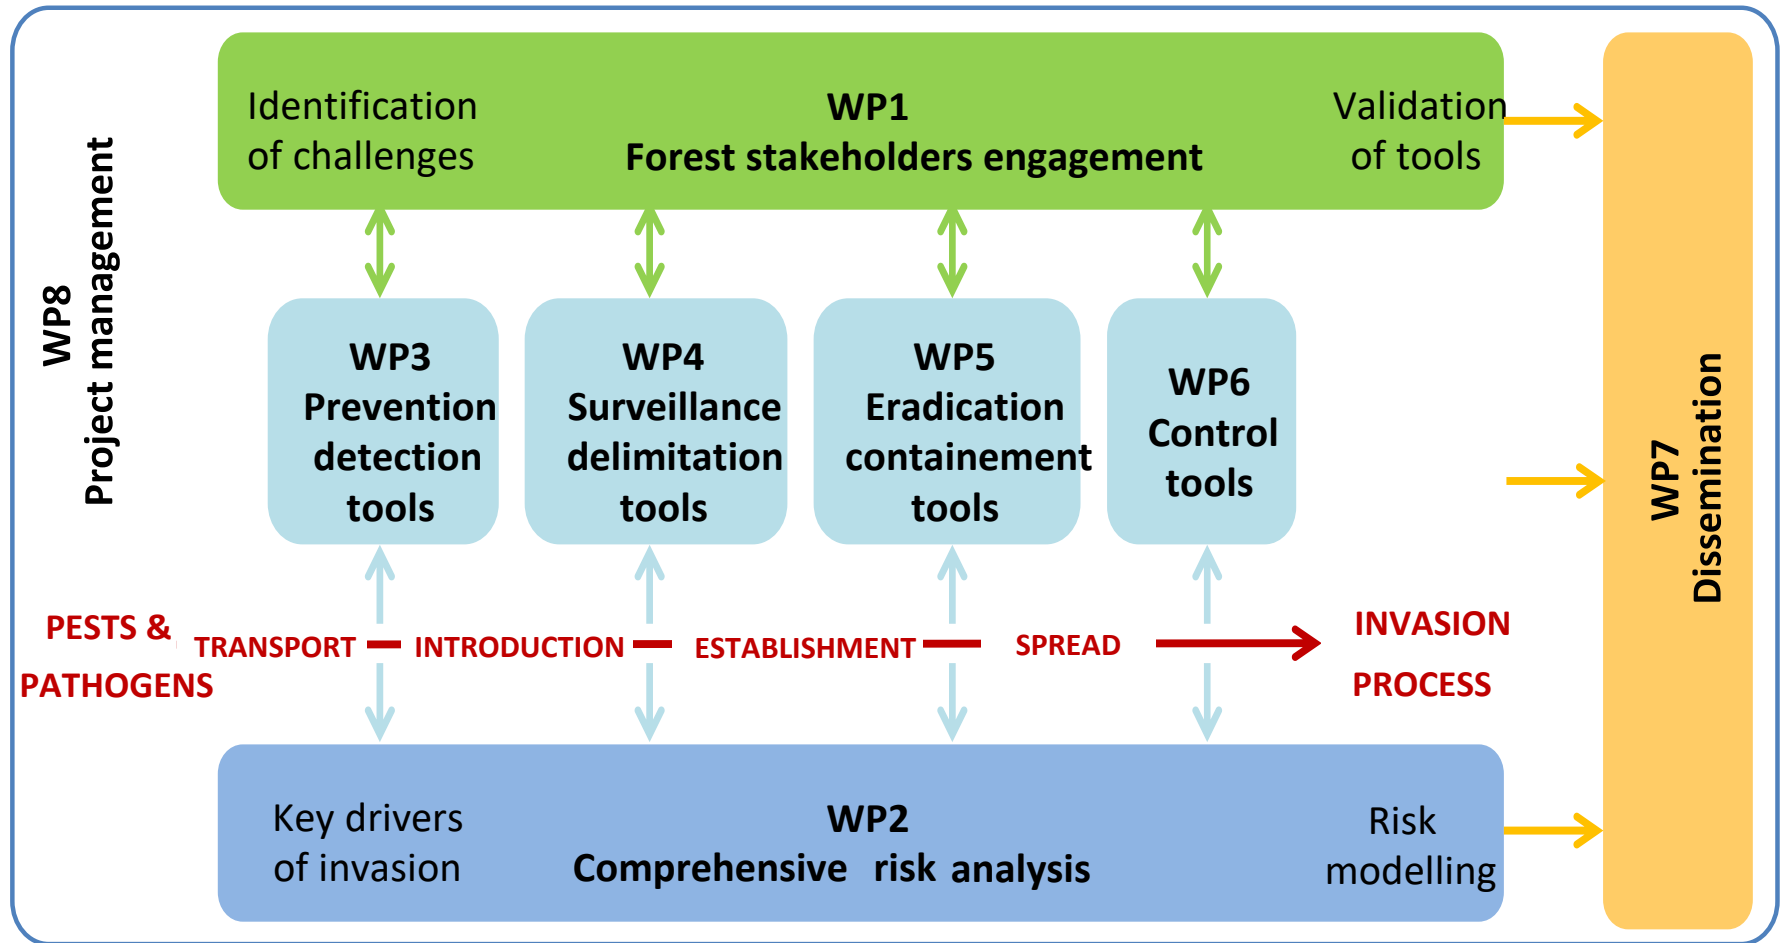 WP8
Project management
Identification
of challenges
WP1
Forest stakeholders engagement
Validation
of tools
WP3
Prevention
detection
tools
WP4
Surveillance
delimitation
tools
WP5
Eradication
containement
tools
WP6
Control
tools
PESTS &
PATHOGENS
TRANSPORT
INTRODUCTION
ESTABLISHMENT
SPREAD
INVASION
PROCESS
Key drivers
of invasion
WP2
Comprehensive risk analysis
Risk
modelling
WP7
Dissemination